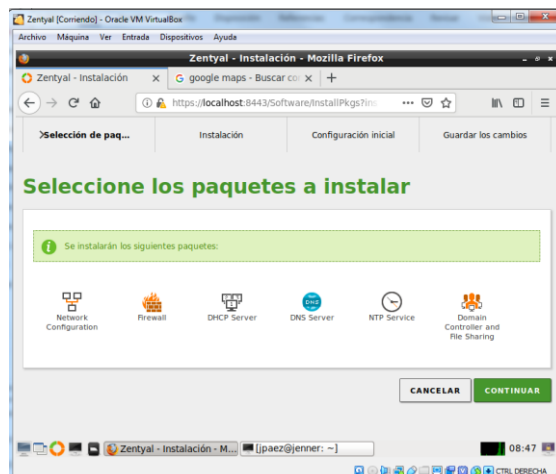 Zentyal [Corriendo] - Oracle VM VirtualBox
Archivo Máquina Ver Entrada Dispositivos Ayuda
Zentyal - Instalación - Mozilla Firefox
Zentyal - Instalación
google maps - Buscar co
https://localhost:8443/Software/InstallPkgs?ins
Selección de paq...
Instalación
Configuración inicial
Guardar los cambios
Seleccione los paquetes a instalar
Se instalarán los siguientes paquetes:
Network
Configuration
Firewall
DHCP Server
DNS
DNS Server
NTP Service
Domain
Controller and
File Sharing
CANCELAR
CONTINUAR
Zentyal - Instalación - M...
[jpaez@jenner: ~]
08:47
CTRL DERECHA